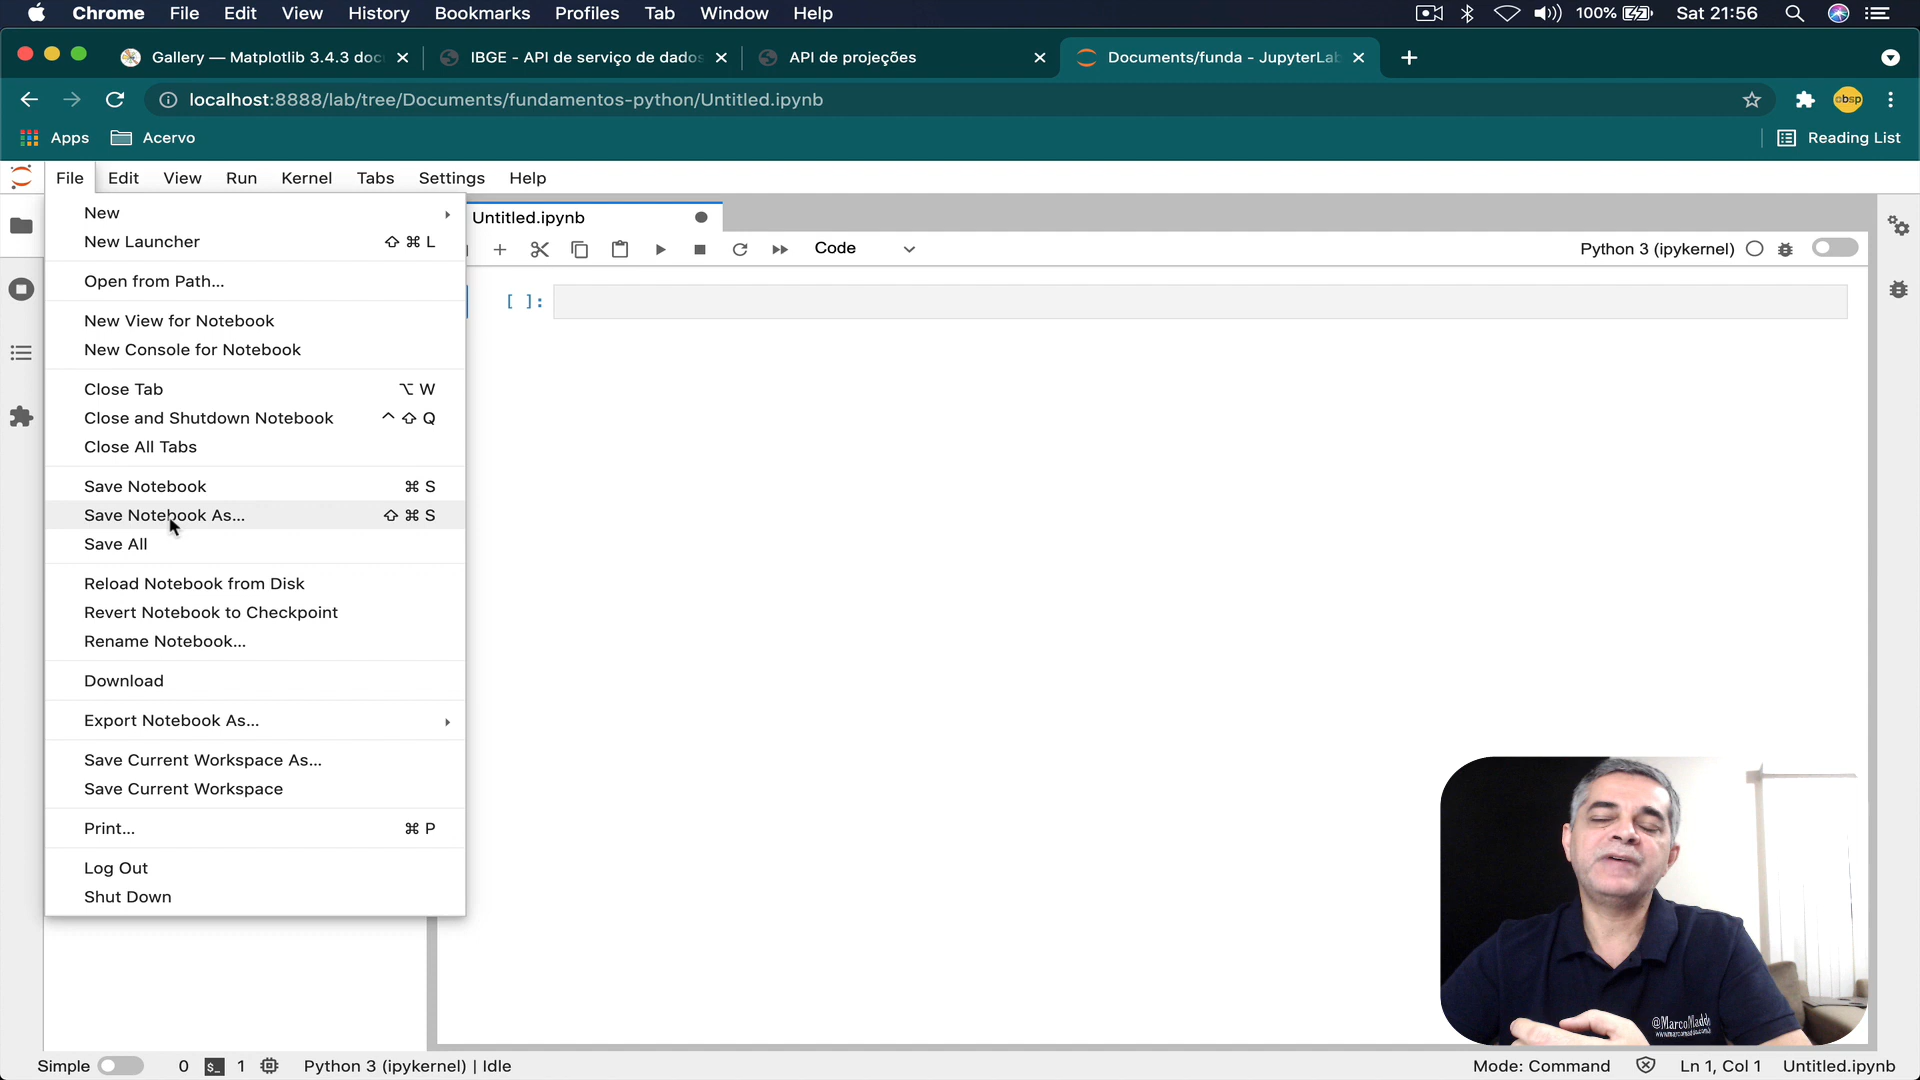 Chrome File Edit View History Bookmarks Profiles Tab Window Help 100% Sat 21:56
Gallery — Matplotlib 3.4.3 doc IBGE - API de serviço de dados API de projeções Documents/funda - JupyterLab
localhost:8888/lab/tree/Documents/fundamentos-python/Untitled.ipynb obsp
Apps Acervo Reading List
File Edit View Run Kernel Tabs Settings Help
Untitled.ipynb
Code Python 3 (ipykernel)
[ ]:
New
New Launcher ⇧ ⌘ L
Open from Path...
New View for Notebook
New Console for Notebook
Close Tab ⌥ W
Close and Shutdown Notebook ^ ⇧ Q
Close All Tabs
Save Notebook ⌘ S
Save Notebook As... ⇧ ⌘ S
Save All
Reload Notebook from Disk
Revert Notebook to Checkpoint
Rename Notebook...
Download
Export Notebook As...
Save Current Workspace As...
Save Current Workspace
Print... ⌘ P
Log Out
Shut Down
Simple 0 1 Python 3 (ipykernel) | Idle Mode: Command Ln 1, Col 1 Untitled.ipynb